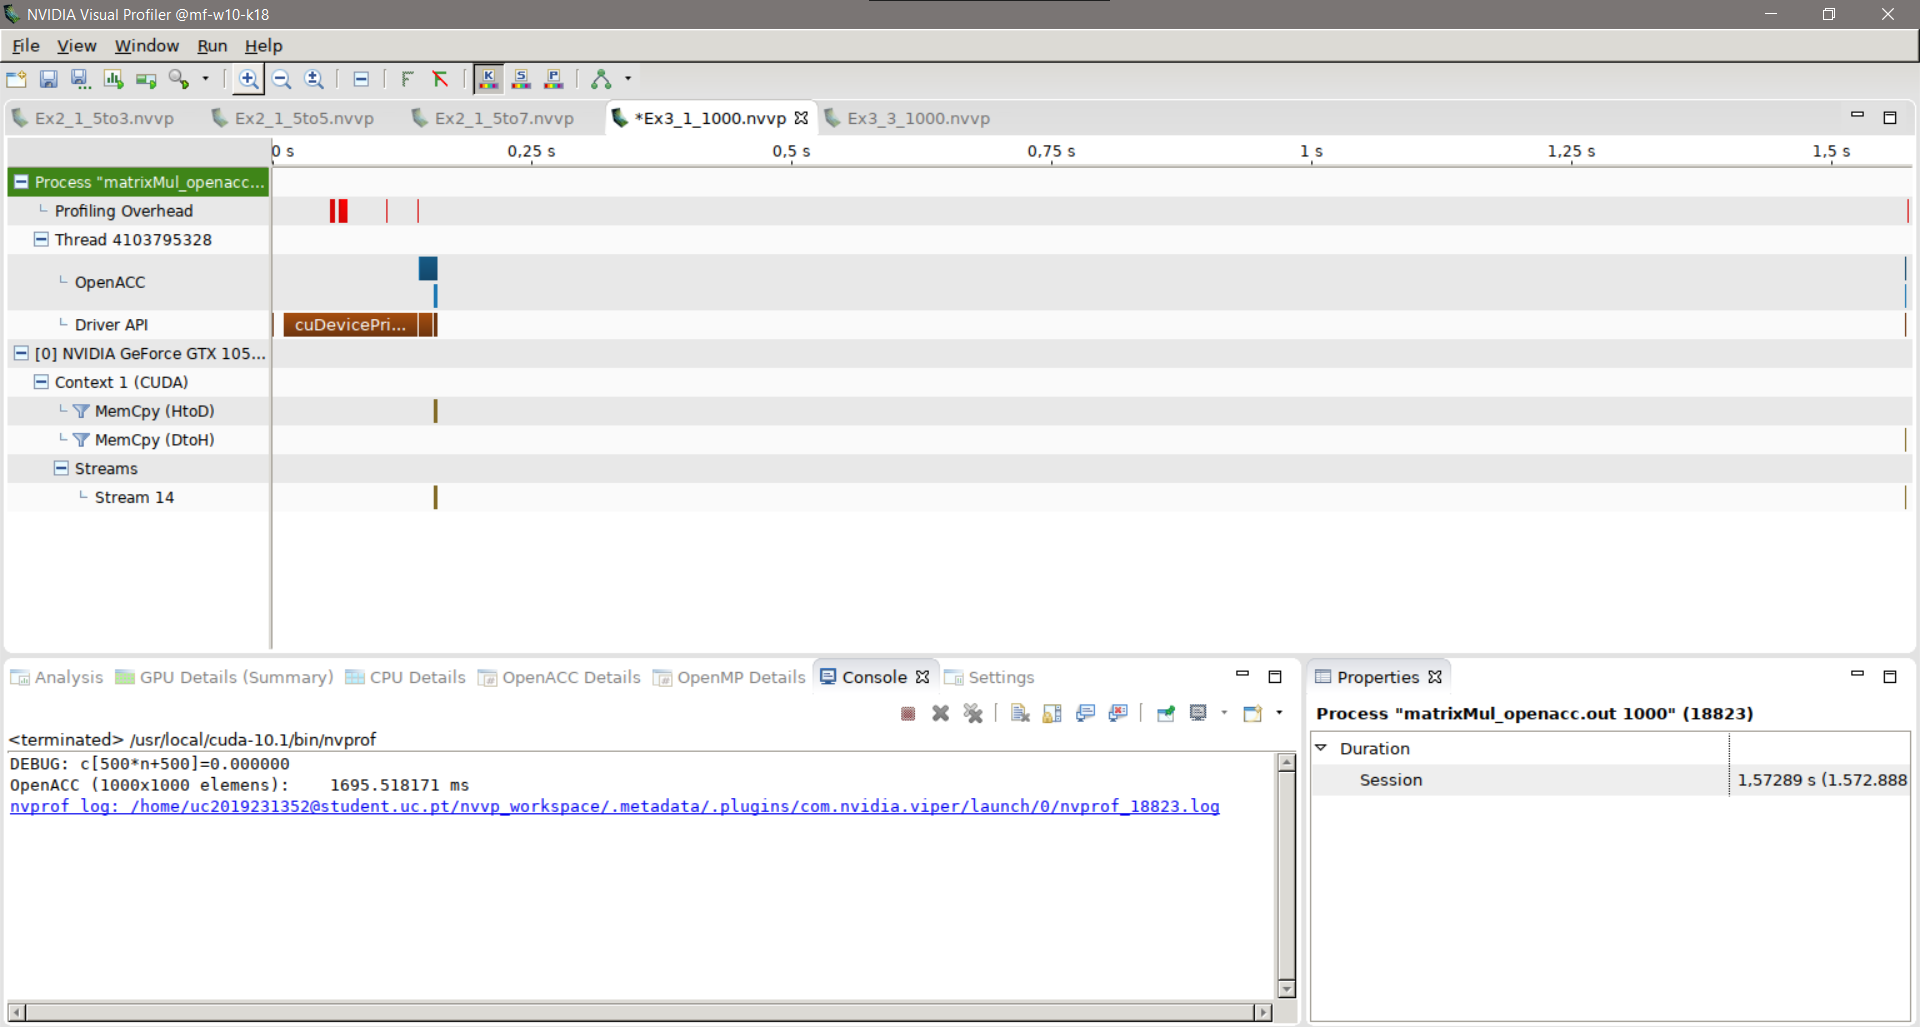 NVIDIA Visual Profiler @mf-w10-k18
File View Window Run Help
K S P
Ex2_1_5to3.nvvp Ex2_1_5to5.nvvp Ex2_1_5to7.nvvp *Ex3_1_1000.nvvp Ex3_3_1000.nvvp
0 s 0,25 s 0,5 s 0,75 s 1 s 1,25 s 1,5 s
Process "matrixMul_openacc...
Profiling Overhead
Thread 4103795328
OpenACC
Driver API cuDevicePri...
[0] NVIDIA GeForce GTX 105...
Context 1 (CUDA)
MemCpy (HtoD)
MemCpy (DtoH)
Streams
Stream 14
Analysis GPU Details (Summary) CPU Details OpenACC Details OpenMP Details Console Settings
<terminated> /usr/local/cuda-10.1/bin/nvprof
DEBUG: c[500*n+500]=0.000000
OpenACC (1000x1000 elemens):    1695.518171 ms
nvprof log: /home/uc2019231352@student.uc.pt/nvvp_workspace/.metadata/.plugins/com.nvidia.viper/launch/0/nvprof_18823.log
Properties
Process "matrixMul_openacc.out 1000" (18823)
Duration
Session 1,57289 s (1.572.888